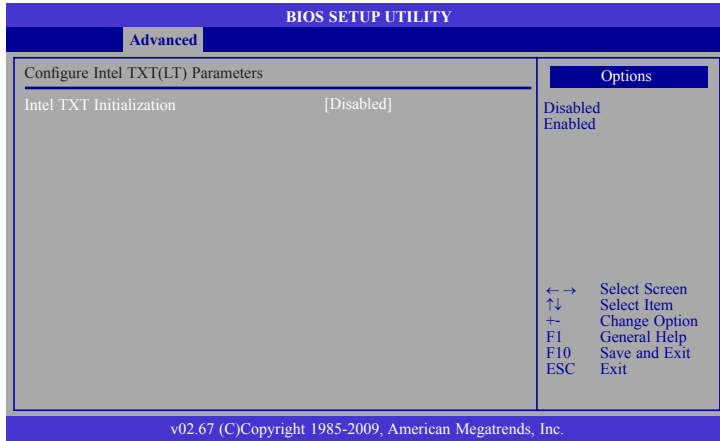 BIOS SETUP UTILITY
Advanced
Configure Intel TXT(LT) Parameters
Intel TXT Initialization [Disabled]
Options
Disabled
Enabled
←→ Select Screen
↑↓ Select Item
+- Change Option
F1 General Help
F10 Save and Exit
ESC Exit
v02.67 (C)Copyright 1985-2009, American Megatrends, Inc.